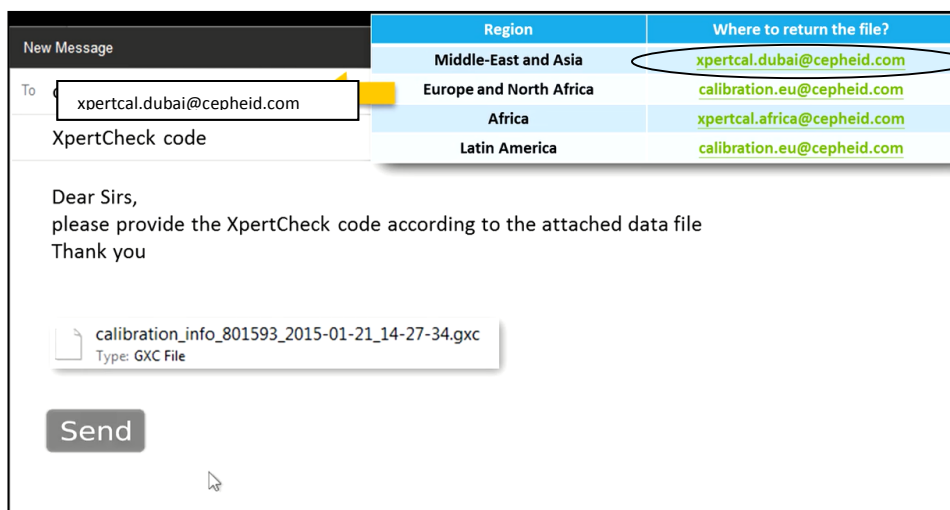 New Message
To
xpertcal.dubai@cepheid.com
XpertCheck code
Region Where to return the file?
Middle-East and Asia xpertcal.dubai@cepheid.com
Europe and North Africa calibration.eu@cepheid.com
Africa xpertcal.africa@cepheid.com
Latin America calibration.eu@cepheid.com
Dear Sirs,
please provide the XpertCheck code according to the attached data file
Thank you
calibration_info_801593_2015-01-21_14-27-34.gxc
Type: GXC File
Send